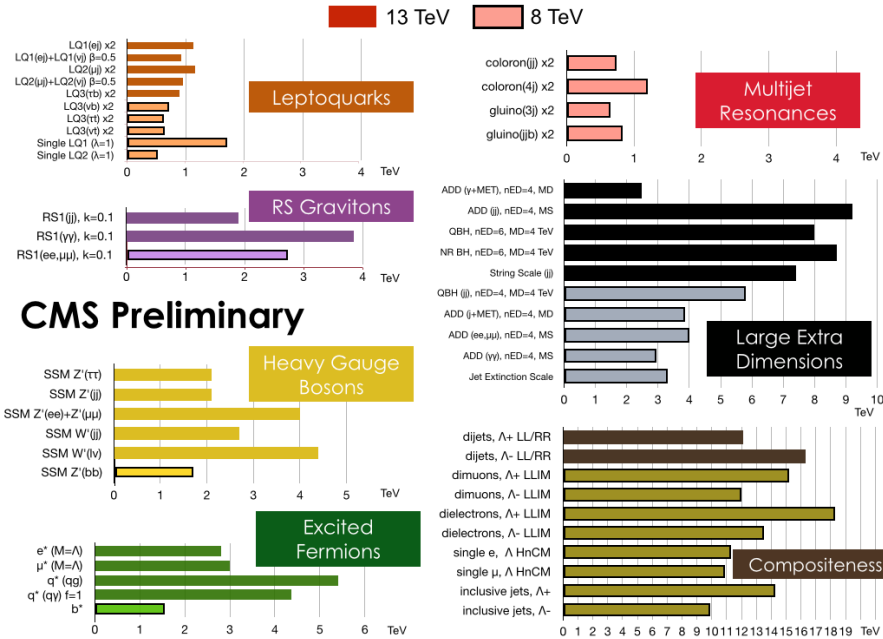 13 TeV
8 TeV
LQ1(ej) x2
LQ1(ej)+LQ1(νj) β=0.5
LQ2(μj) x2
LQ2(μj)+LQ2(νj) β=0.5
LQ3(τb) x2
LQ3(νb) x2
LQ3(τt) x2
LQ3(vt) x2
Single LQ1 (λ=1)
Single LQ2 (λ=1)
0 1 2 3 4
TeV
Leptoquarks
RS1(jj), k=0.1
RS1(γγ), k=0.1
RS1(ee,μμ), k=0.1
0 1 2 3 4
TeV
RS Gravitons
CMS Preliminary
SSM Z'(ττ)
SSM Z'(jj)
SSM Z'(ee)+Z'(μμ)
SSM W'(jj)
SSM W'(lv)
SSM Z'(bb)
0 1 2 3 4 5
TeV
Heavy Gauge
Bosons
e* (M=Λ)
μ* (M=Λ)
q* (qg)
q* (qγ) f=1
b*
0 1 2 3 4 5 6
TeV
Excited
Fermions
coloron(jj) x2
coloron(4j) x2
gluino(3j) x2
gluino(jjb) x2
0 1 2 3 4
TeV
Multijet
Resonances
ADD (γ+MET), nED=4, MD
ADD (jj), nED=4, MS
QBH, nED=6, MD=4 TeV
NR BH, nED=6, MD=4 TeV
String Scale (jj)
QBH (jj), nED=4, MD=4 TeV
ADD (j+MET), nED=4, MD
ADD (ee,μμ), nED=4, MS
ADD (γγ), nED=4, MS
Jet Extinction Scale
0 1 2 3 4 5 6 7 8 9 10
TeV
Large Extra
Dimensions
dijets, Λ+ LL/RR
dijets, Λ- LL/RR
dimuons, Λ+ LLIM
dimuons, Λ- LLIM
dielectrons, Λ+ LLIM
dielectrons, Λ- LLIM
single e, Λ HnCM
single μ, Λ HnCM
inclusive jets, Λ+
inclusive jets, Λ-
0 1 2 3 4 5 6 7 8 9 10 11 12 13 14 15 16 17 18 19
TeV
Compositeness